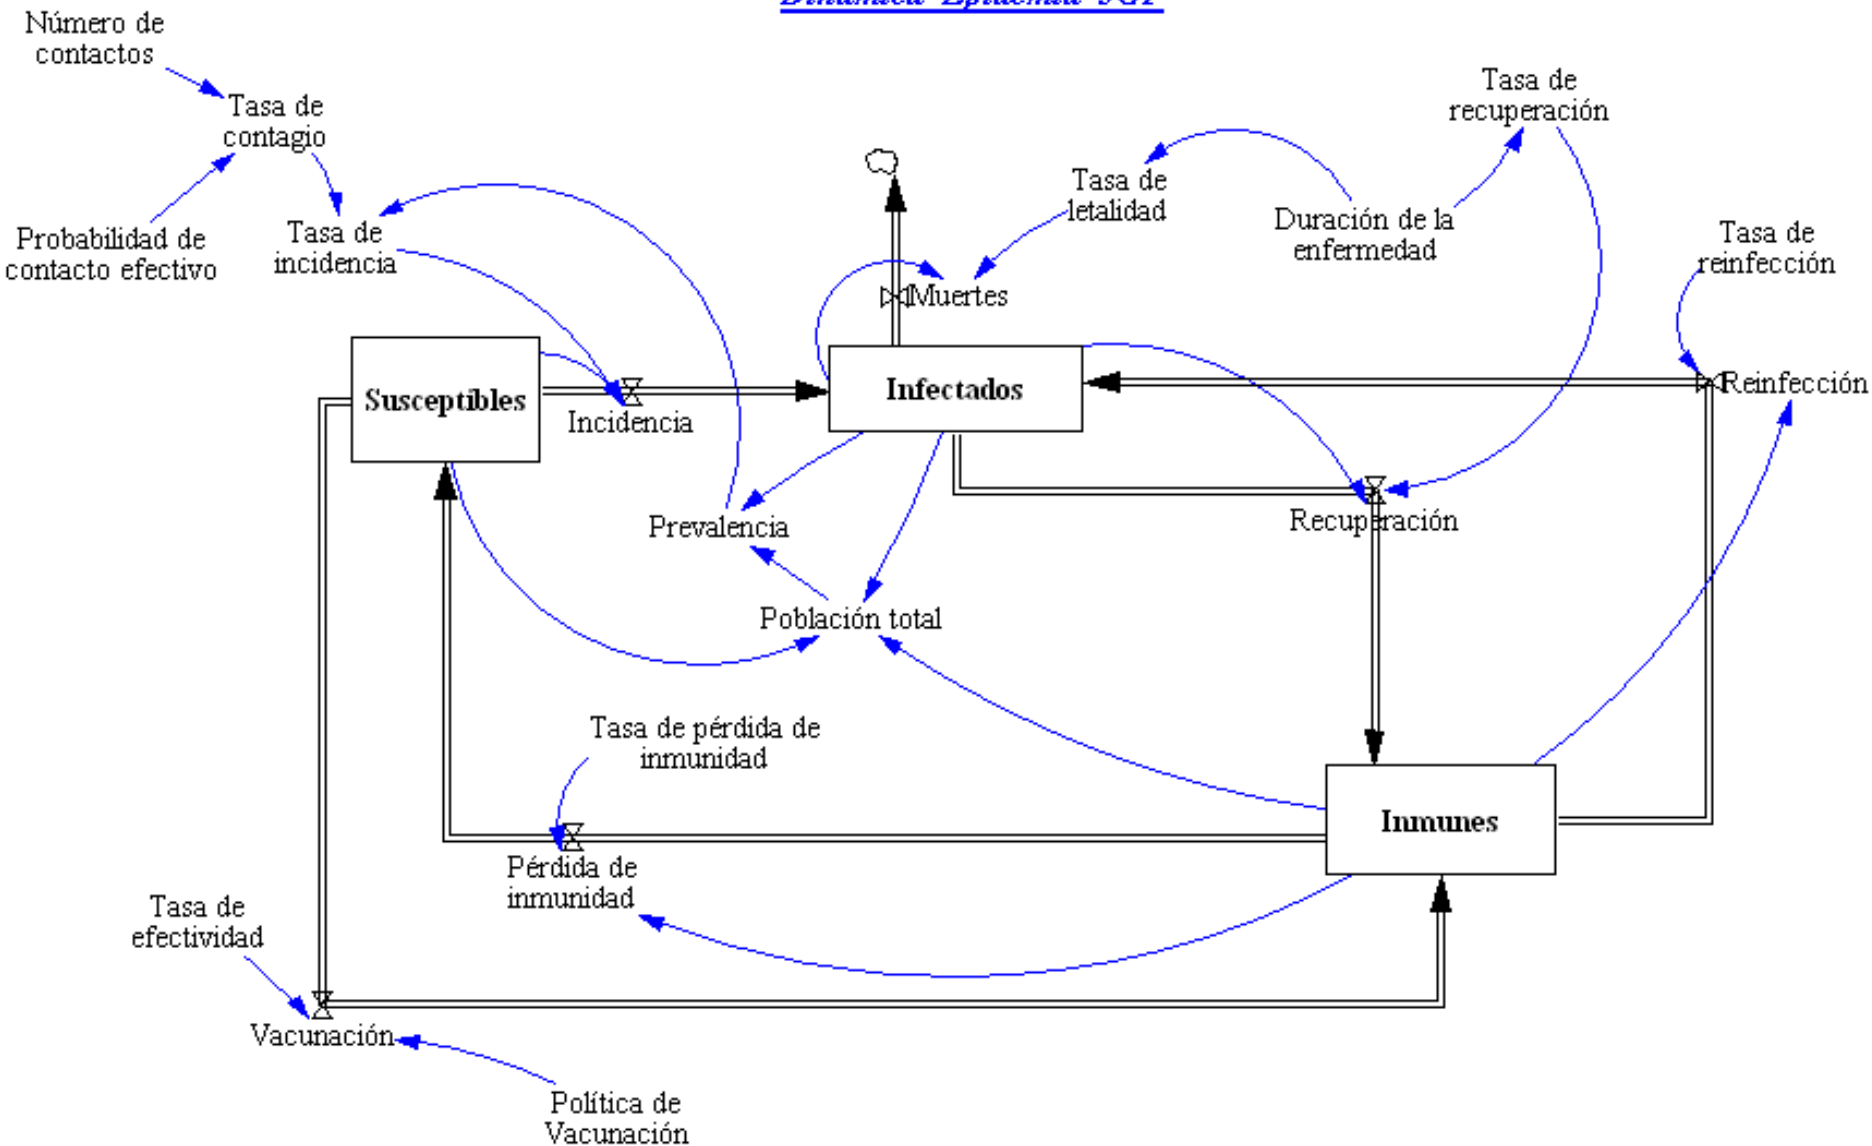 Número de
contactos
Tasa de
contagio
Probabilidad de
contacto efectivo
Tasa de
incidencia
Tasa de
recuperación
Tasa de
letalidad
Duración de la
enfermedad
Tasa de
reinfección
Muertes
Susceptibles
Incidencia
Infectados
Reinfección
Prevalencia
Recuperación
Población total
Tasa de pérdida de
inmunidad
Inmunes
Pérdida de
inmunidad
Tasa de
efectividad
Vacunación
Política de
Vacunación